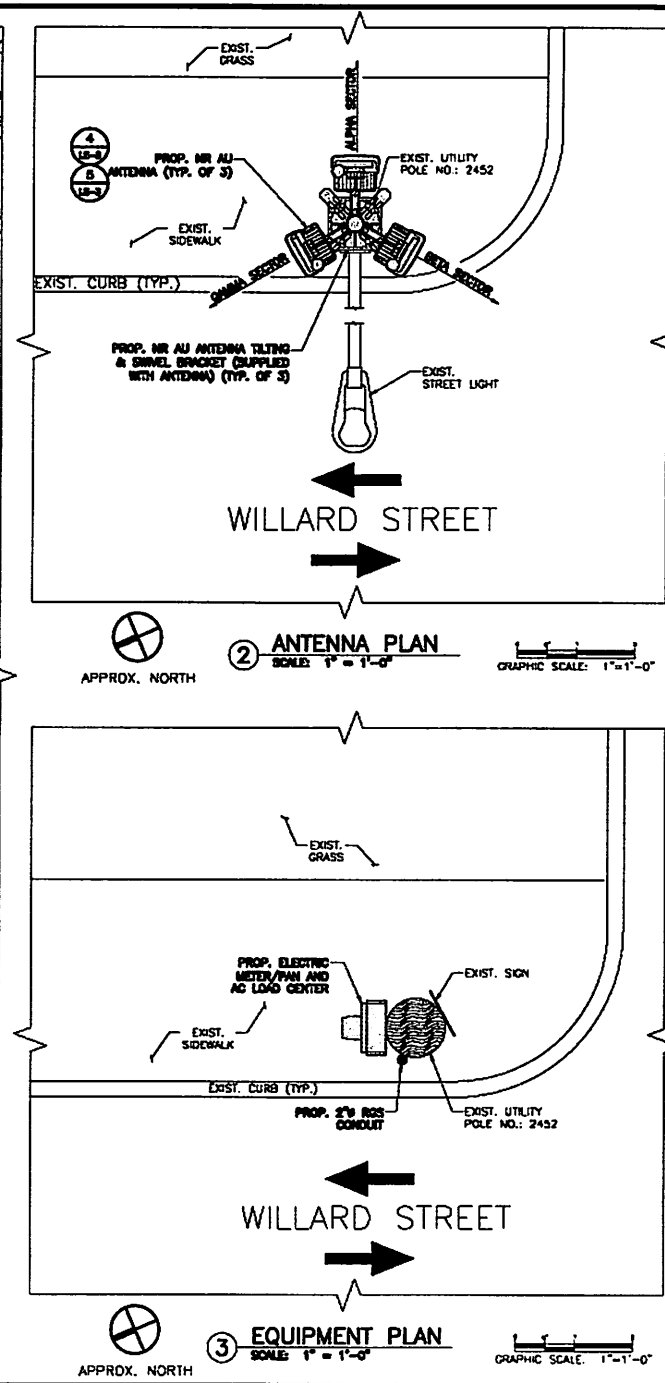 EXIST.
GRASS
ALPHA SECTOR
4
5
PROP. NR AU
ANTENNA (TYP. OF 3)
EXIST. UTILITY
POLE NO.: 2452
EXIST.
SIDEWALK
GAMMA SECTOR
BETA SECTOR
EXIST. CURB (TYP.)
PROP. NR AU ANTENNA TILTING
& SWIVEL BRACKET (SUPPLIED
WITH ANTENNA) (TYP. OF 3)
EXIST.
STREET LIGHT
WILLARD STREET
APPROX. NORTH
2 ANTENNA PLAN
SCALE: 1" = 1'-0"
GRAPHIC SCALE: 1"=1'-0"
EXIST.
GRASS
PROP. ELECTRIC
METER/PAN AND
AC LOAD CENTER
EXIST. SIGN
EXIST.
SIDEWALK
EXIST. CURB (TYP.)
PROP. 2"ø RGS
CONDUIT
EXIST. UTILITY
POLE NO.: 2452
WILLARD STREET
APPROX. NORTH
3 EQUIPMENT PLAN
SCALE: 1" = 1'-0"
GRAPHIC SCALE: 1"=1'-0"